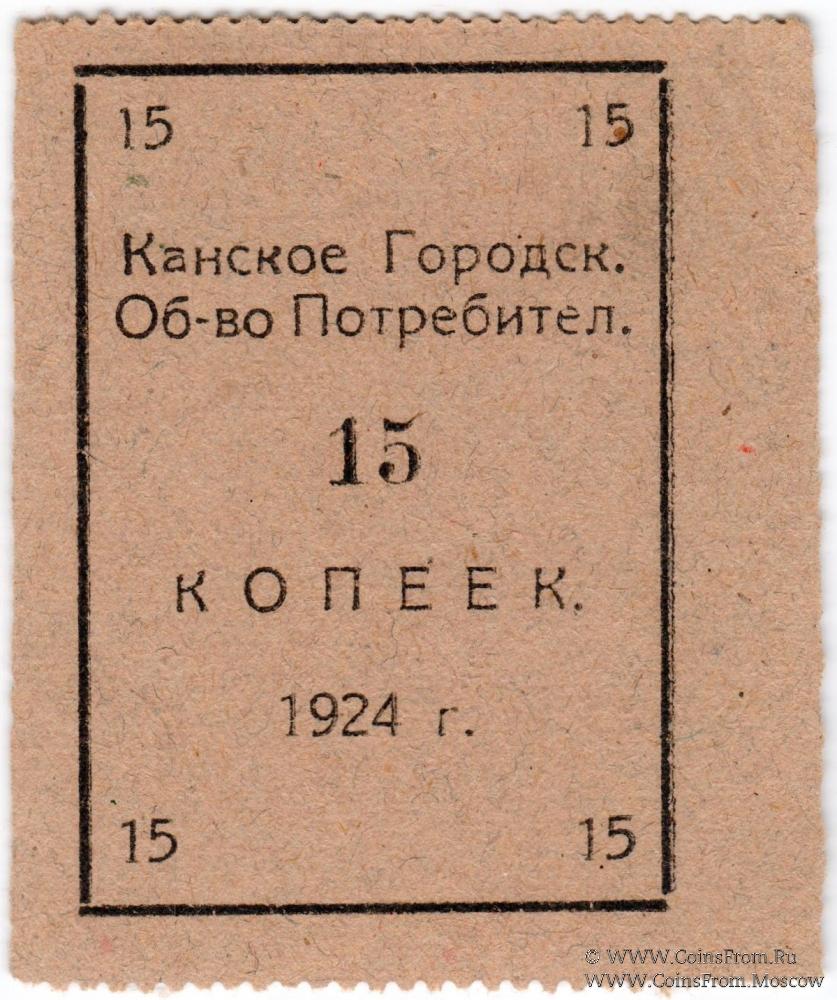 15 15
Канское Городск.
Об-во Потребител.
15
КОПЕЕК.
1924 г.
15 15
© WWW.CoinsFrom.Ru
WWW.CoinsFrom.Moscow